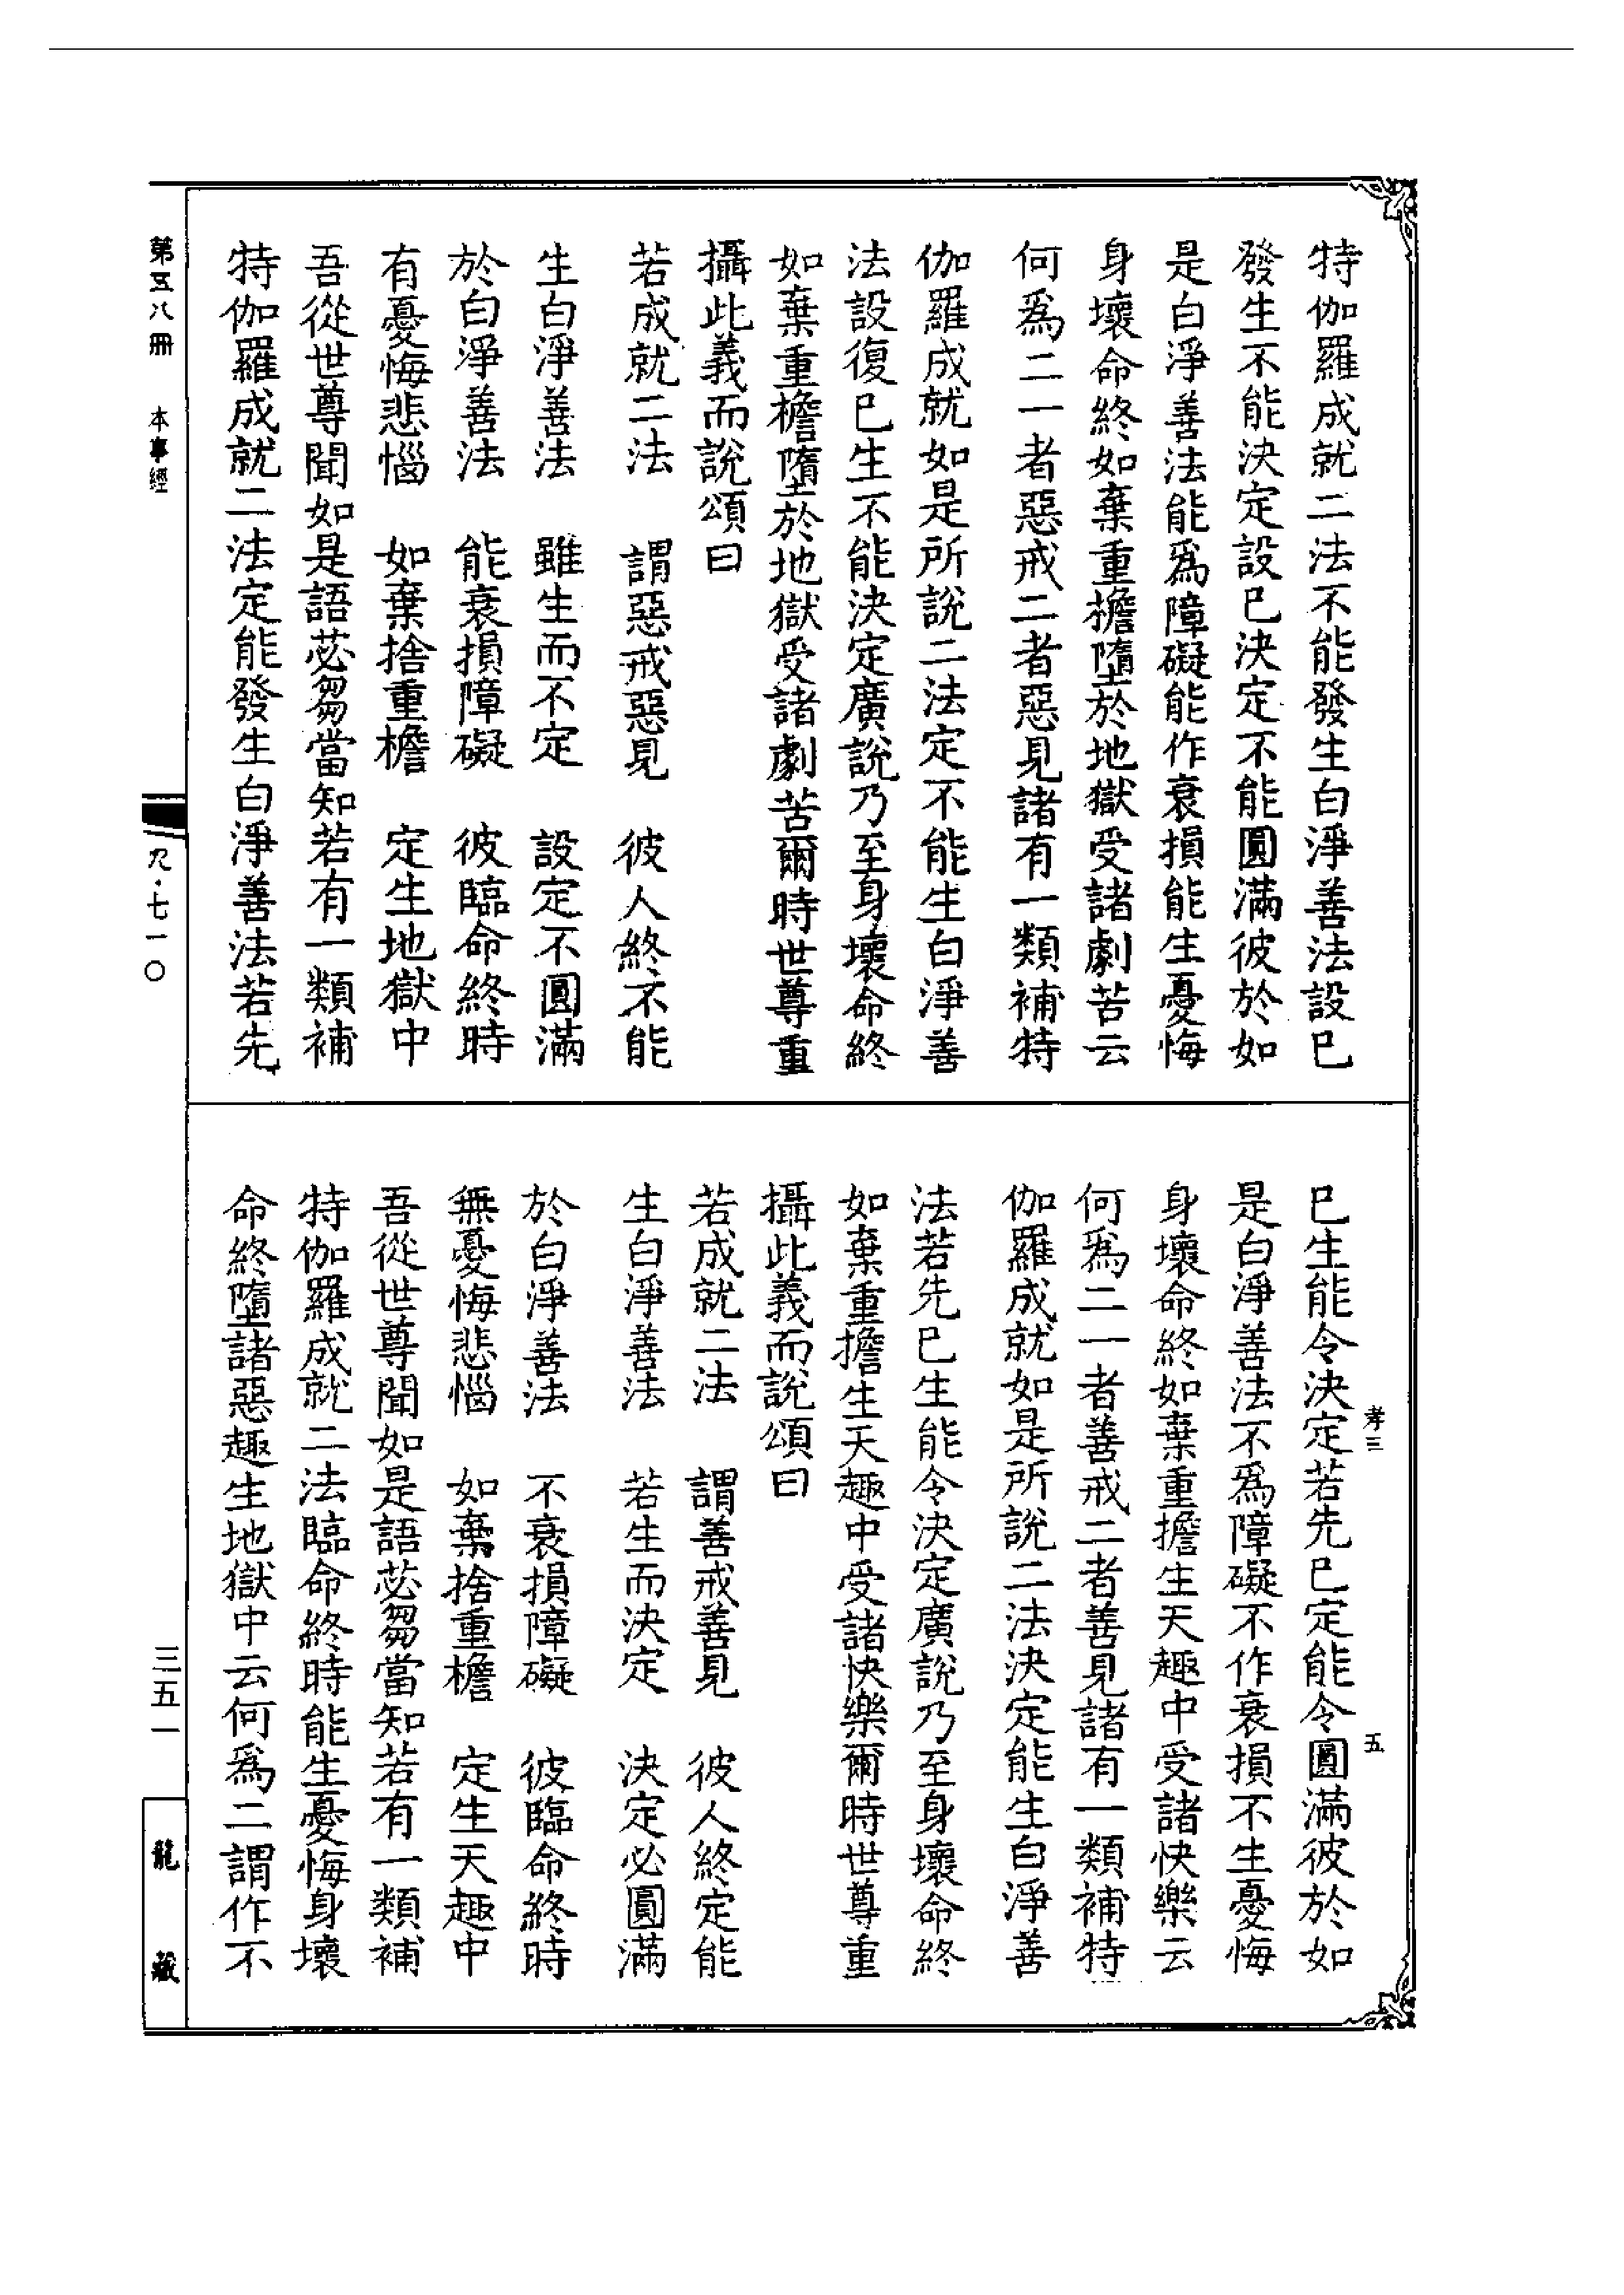 特伽羅成就二法不能發生白淨善法設已
發生不能決定設已決定不能圓滿彼於如
是白淨善法能爲障礙能作衰損能生憂悔
身壞命終如棄重擔墮於地獄受諸劇苦云
何爲二一者惡戒二者惡見諸有一類補特
伽羅成就如是所說二法定不能生白淨善
法設復已生不能決定廣說乃至身壞命終
如棄重擔墮於地獄受諸劇苦爾時世尊重
攝此義而說頌曰
若成就二法　謂惡戒惡見　彼人終不能
生白淨善法　雖生而不定　設定不圓滿
於白淨善法　能衰損障礙　彼臨命終時
有憂悔悲惱　如棄捨重檐　定生地獄中
吾從世尊聞如是語苾芻當知若有一類補
特伽羅成就二法定能發生白淨善法若先
已生能令決定若先已定能令圓滿彼於如
是白淨善法不爲障礙不作衰損不生憂悔
身壞命終如棄重擔生天趣中受諸快樂云
何爲二一者善戒二者善見諸有一類補特
伽羅成就如是所說二法決定能生白淨善
法若先已生能令決定廣說乃至身壞命終
如棄重擔生天趣中受諸快樂爾時世尊重
攝此義而說頌曰
若成就二法　謂善戒善見　彼人終定能
生白淨善法　若生而決定　決定必圓滿
於白淨善法　不衰損障礙　彼臨命終時
無憂悔悲惱　如棄捨重檐　定生天趣中
吾從世尊聞如是語苾芻當知若有一類補
特伽羅成就二法臨命終時能生憂悔身壞
命終墮諸惡趣生地獄中云何爲二謂作不
孝三　五
第五八冊　本事經
九·七一〇
三五一
龍藏